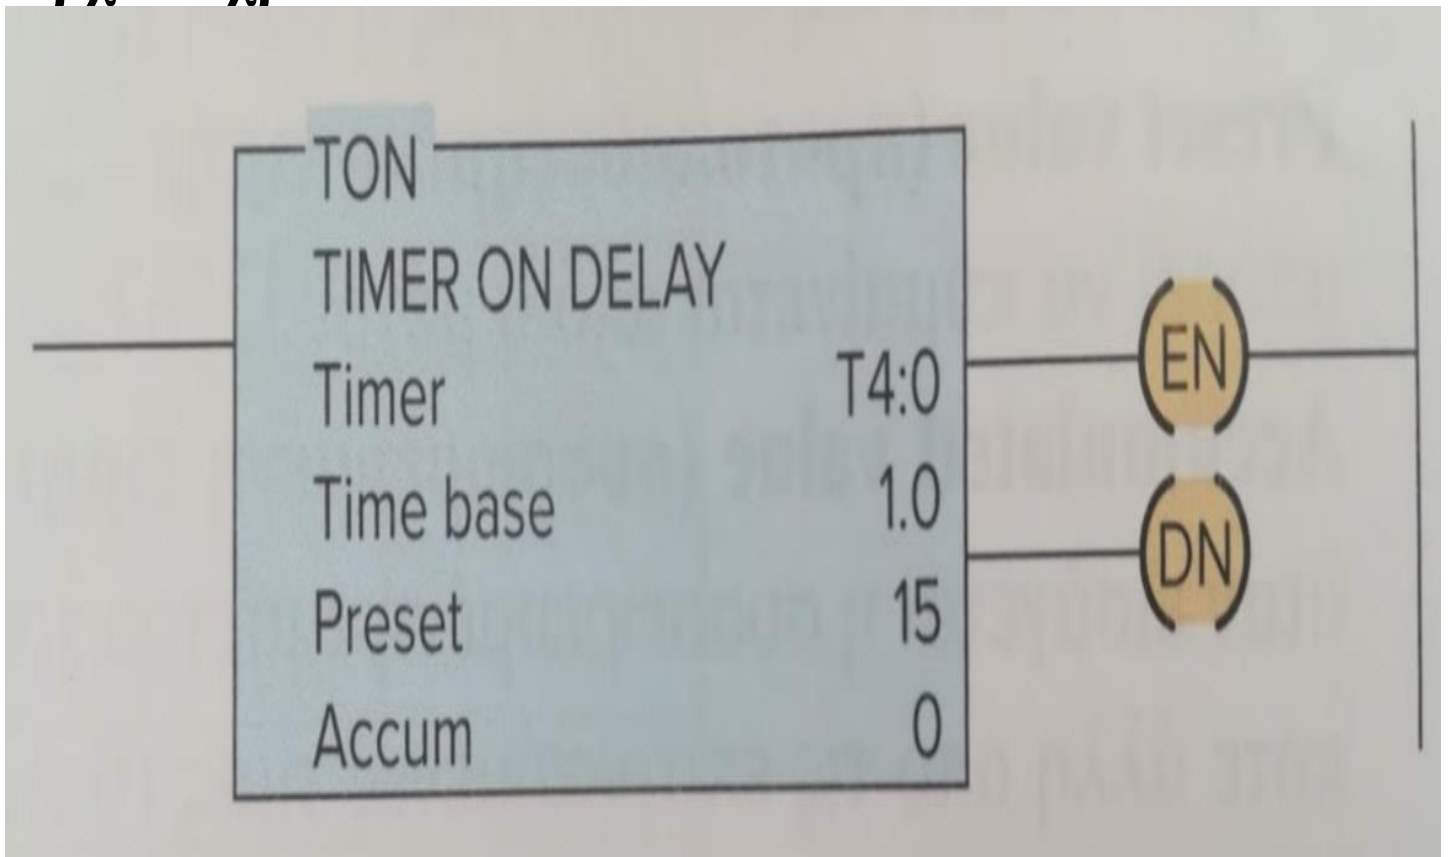 TON
TIMER ON DELAY
Timer T4:0
Time base 1.0
Preset 15
Accum 0
EN
DN